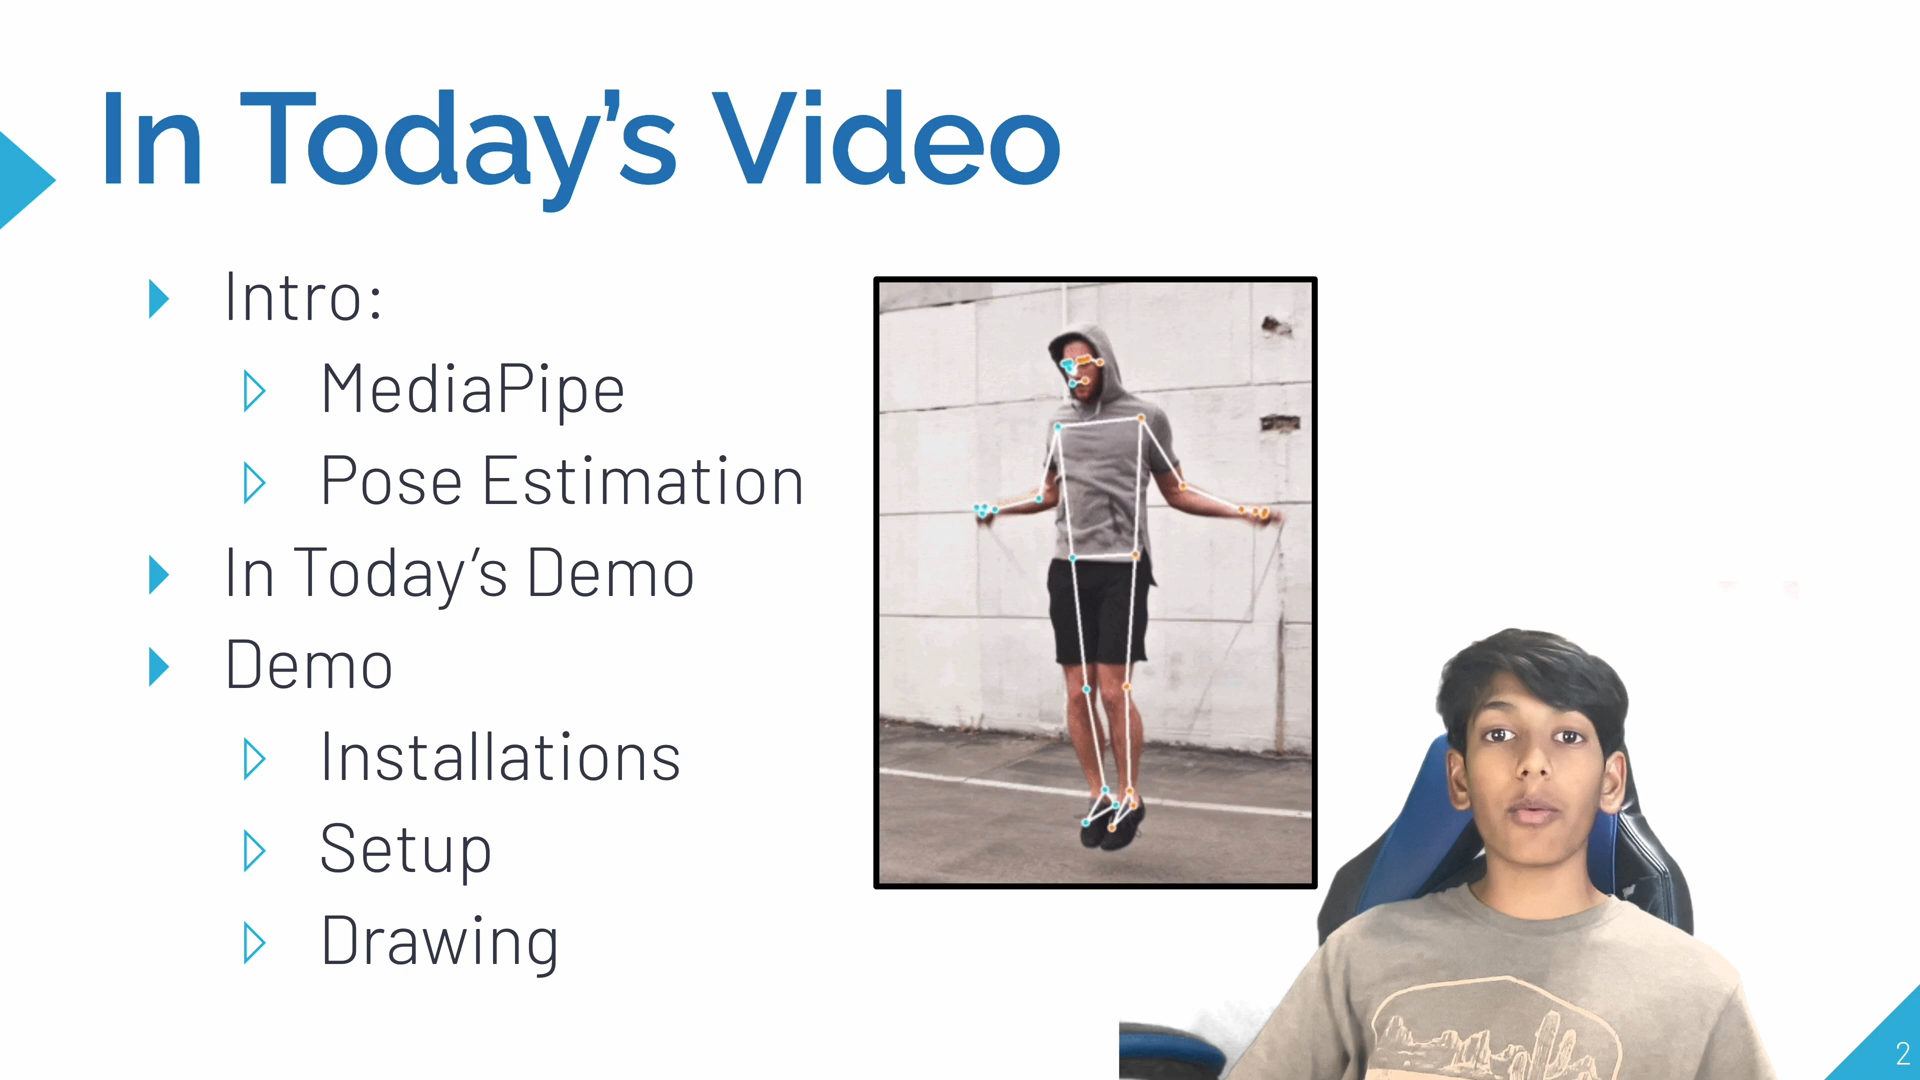 In Today’s Video
Intro:
MediaPipe
Pose Estimation
In Today’s Demo
Demo
Installations
Setup
Drawing
2